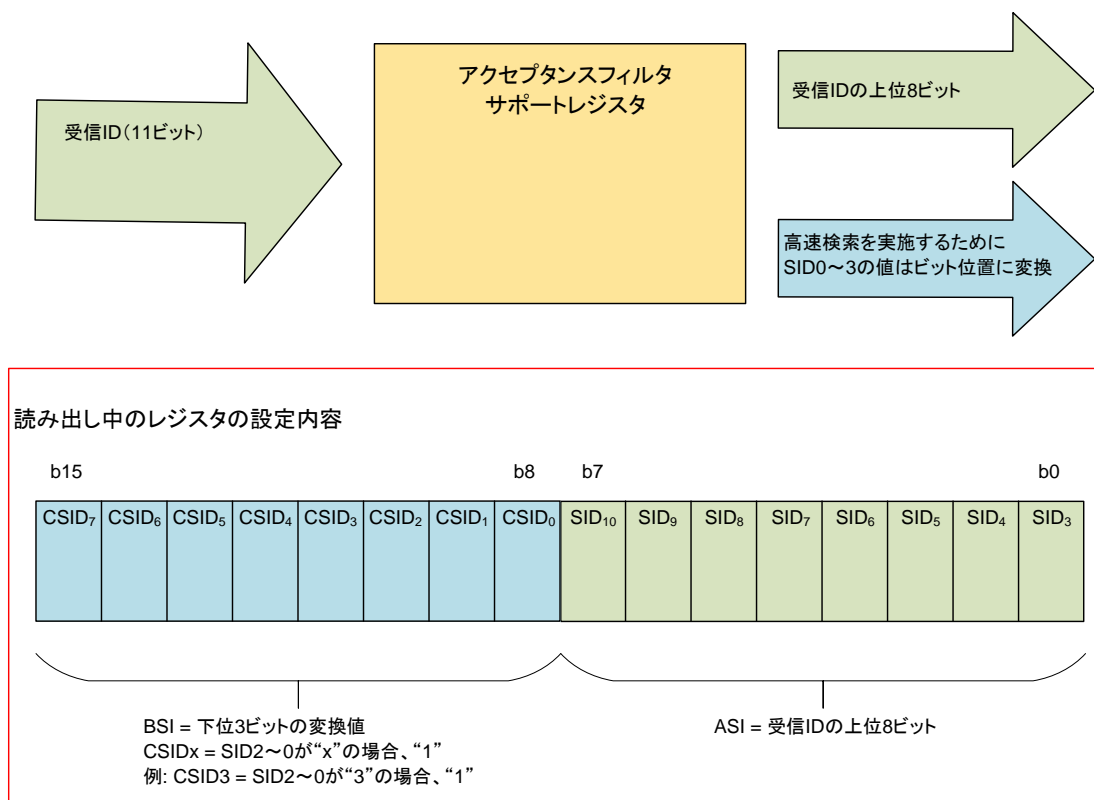 受信ID(11ビット)
アクセプタンスフィルタ
サポートレジスタ
受信IDの上位8ビット
高速検索を実施するために
SID0~3の値はビット位置に変換
読み出し中のレジスタの設定内容
b15 b8 b7 b0
CSID7 CSID6 CSID5 CSID4 CSID3 CSID2 CSID1 CSID0 SID10 SID9 SID8 SID7 SID6 SID5 SID4 SID3
BSI = 下位3ビットの変換値
CSIDx = SID2~0が“x”の場合、“1”
例: CSID3 = SID2~0が“3”の場合、“1”
ASI = 受信IDの上位8ビット